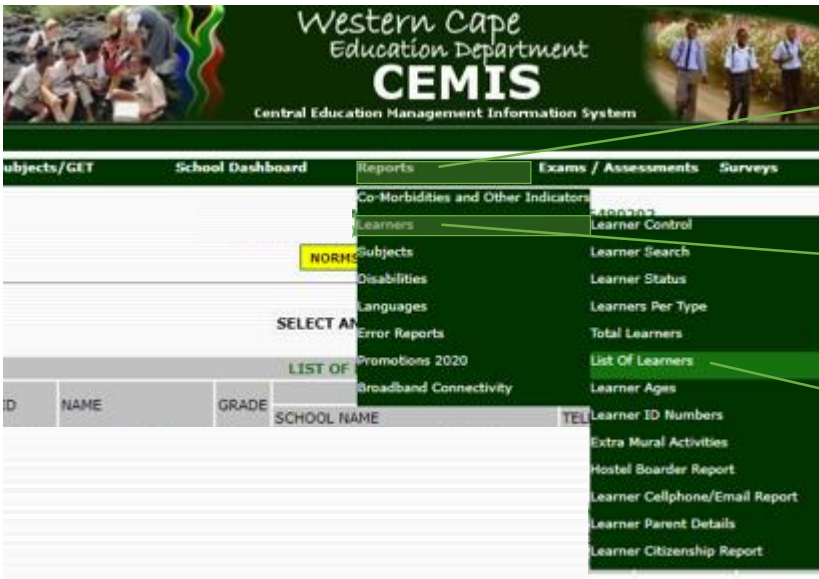 Western Cape
Education Department
CEMIS
Central Education Management Information System
ubjects/GET School Dashboard Reports Exams / Assessments Surveys
Co-Morbidities and Other Indicators
Learners
Subjects
Disabilities
Languages
Error Reports
Promotions 2020
Broadband Connectivity
Learner Control
Learner Search
Learner Status
Learners Per Type
Total Learners
List Of Learners
Learner Ages
Learner ID Numbers
Extra Mural Activities
Hostel Boarder Report
Learner Cellphone/Email Report
Learner Parent Details
Learner Citizenship Report
NORMS
SELECT AN
LIST OF
ID NAME GRADE
SCHOOL NAME TEL